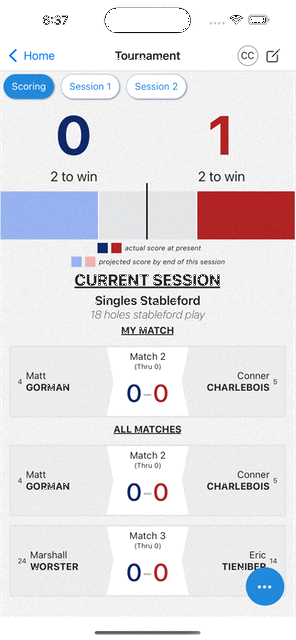 6:37
Home
Tournament
CC
Scoring
Session 1
Session 2
0
1
2 to win
2 to win
actual score at present
projected score by end of this session
CURRENT SESSION
Singles Stableford
18 holes stableford play
MY MATCH
Match 2
(Thru 0)
4 Matt GORMAN
0-0
Conner CHARLEBOIS 5
ALL MATCHES
Match 2
(Thru 0)
4 Matt GORMAN
0-0
Conner CHARLEBOIS 5
Match 3
(Thru 0)
24 Marshall WORSTER
0-0
Eric TIENIBER 14